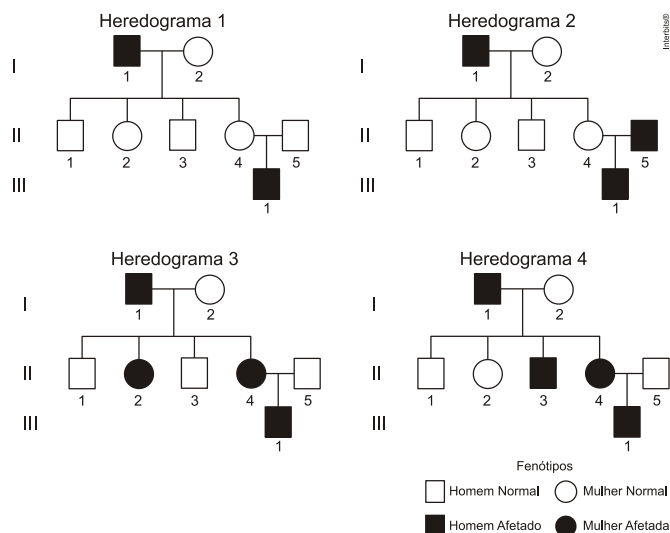 Heredograma 1
I
1 2
II
1 2 3 4 5
III
1
Heredograma 2
I
1 2
II
1 2 3 4 5
III
1
Interbits®
Heredograma 3
I
1 2
II
1 2 3 4 5
III
1
Heredograma 4
I
1 2
II
1 2 3 4 5
III
1
Fenótipos
Homem Normal Mulher Normal
Homem Afetado Mulher Afetada